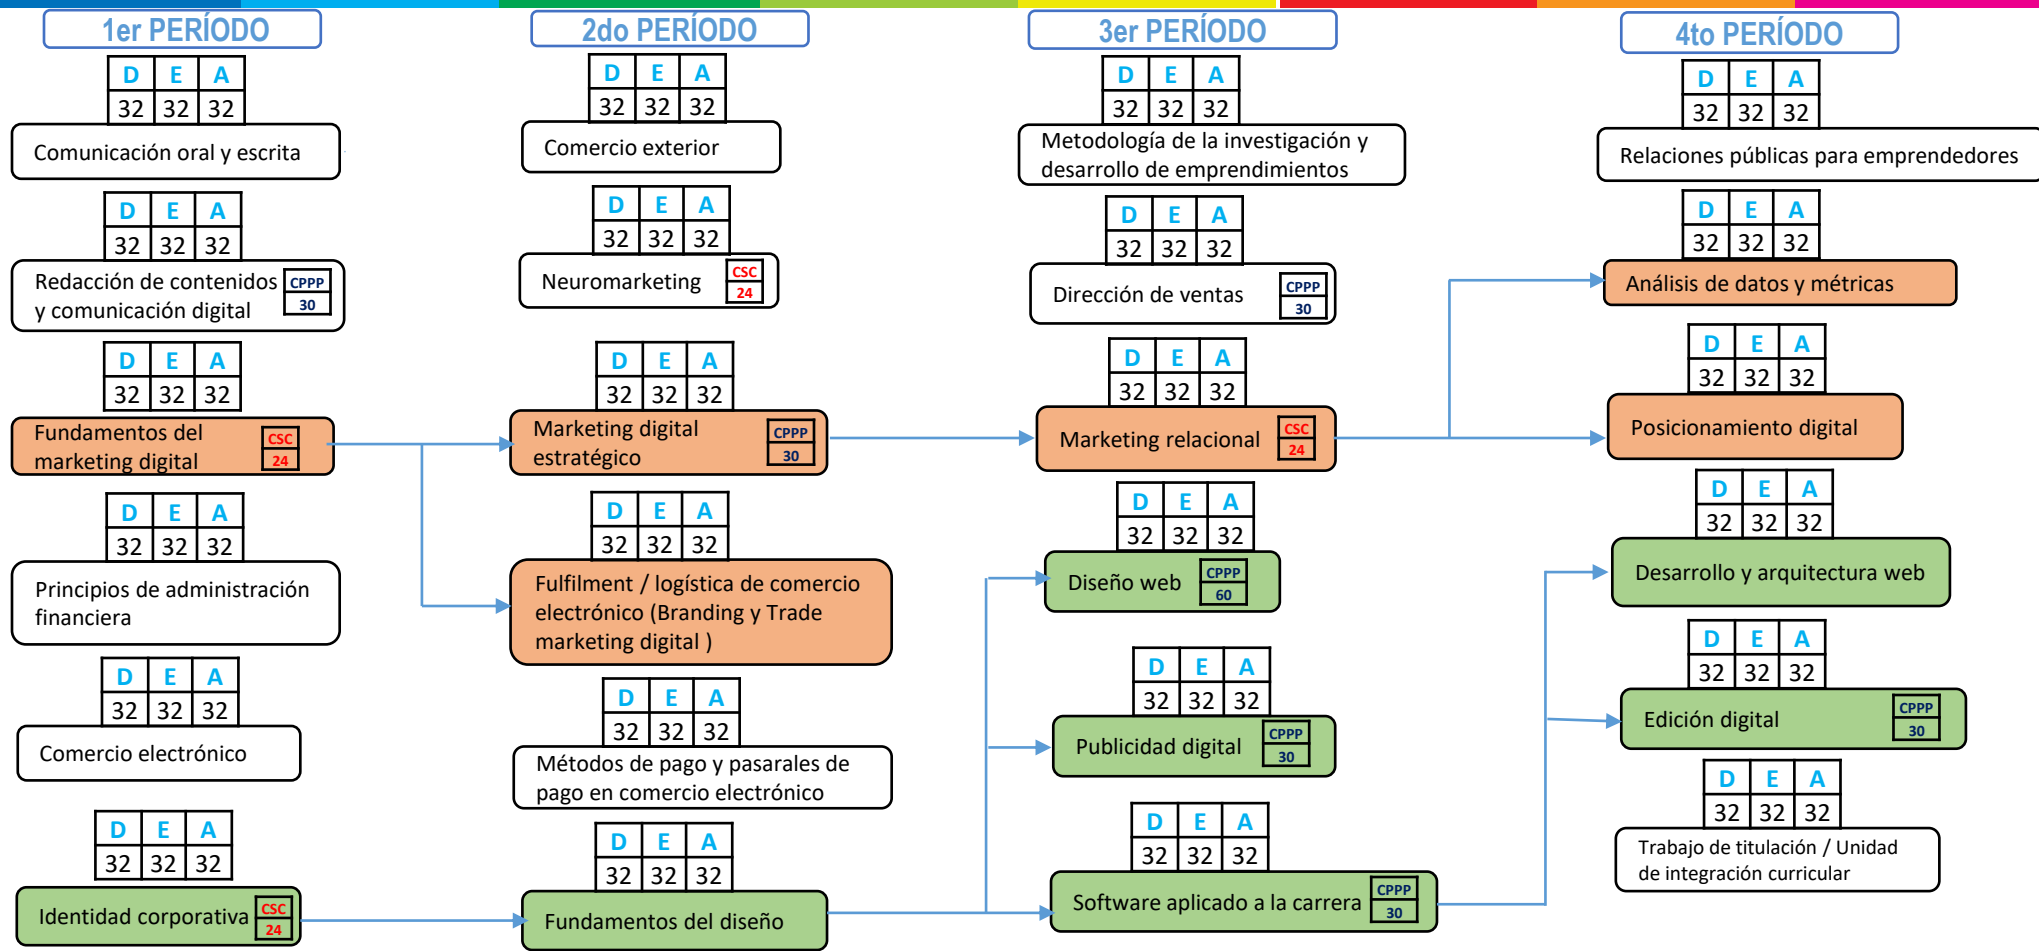 1er PERÍODO
D E A
32 32 32
Comunicación oral y escrita
D E A
32 32 32
Redacción de contenidos
y comunicación digital
CPPP
30
D E A
32 32 32
Fundamentos del
marketing digital
CSC
24
D E A
32 32 32
Principios de administración
financiera
D E A
32 32 32
Comercio electrónico
D E A
32 32 32
Identidad corporativa
CSC
24
2do PERÍODO
D E A
32 32 32
Comercio exterior
D E A
32 32 32
Neuromarketing
CSC
24
D E A
32 32 32
Marketing digital
estratégico
CPPP
30
D E A
32 32 32
Fulfilment / logística de comercio
electrónico (Branding y Trade
marketing digital )
D E A
32 32 32
Métodos de pago y pasarales de
pago en comercio electrónico
D E A
32 32 32
Fundamentos del diseño
3er PERÍODO
D E A
32 32 32
Metodología de la investigación y
desarrollo de emprendimientos
D E A
32 32 32
Dirección de ventas
CPPP
30
D E A
32 32 32
Marketing relacional
CSC
24
D E A
32 32 32
Diseño web
CPPP
60
D E A
32 32 32
Publicidad digital
CPPP
30
D E A
32 32 32
Software aplicado a la carrera
CPPP
30
4to PERÍODO
D E A
32 32 32
Relaciones públicas para emprendedores
D E A
32 32 32
Análisis de datos y métricas
D E A
32 32 32
Posicionamiento digital
D E A
32 32 32
Desarrollo y arquitectura web
D E A
32 32 32
Edición digital
CPPP
30
D E A
32 32 32
Trabajo de titulación / Unidad
de integración curricular